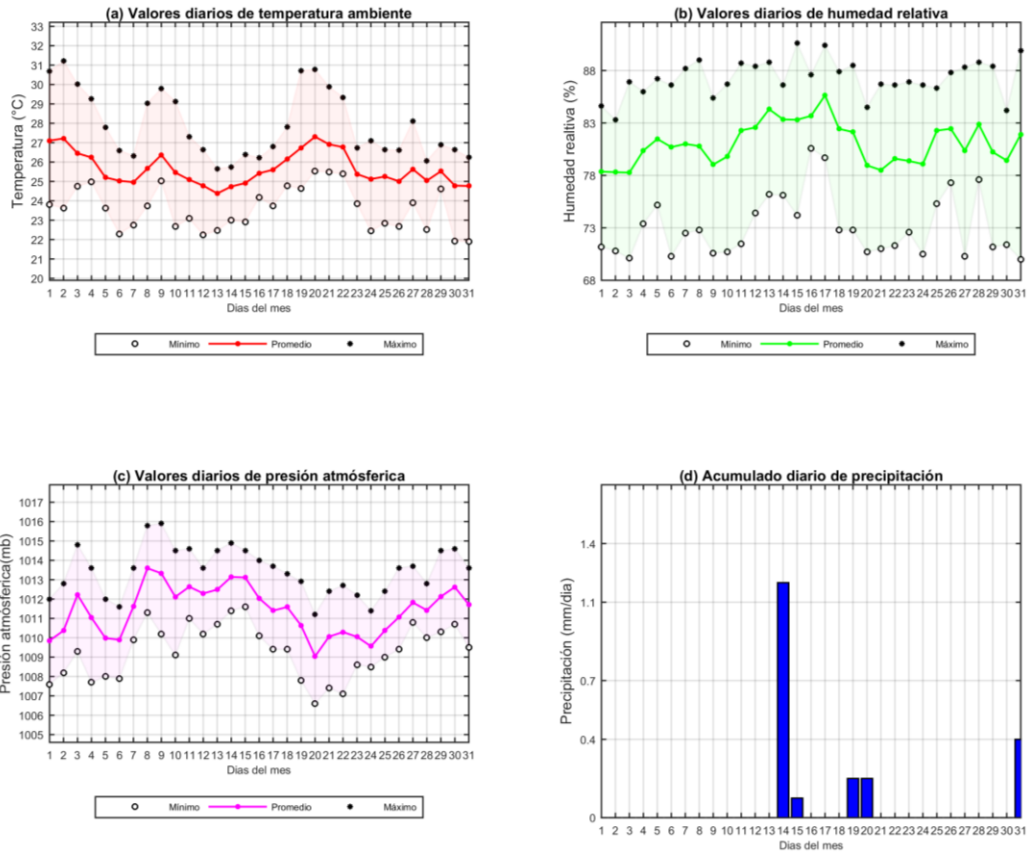 (a) Valores diarios de temperatura ambiente
Temperatura (°C)
33
32
31
30
29
28
27
26
25
24
23
22
21
20
1 2 3 4 5 6 7 8 9 10 11 12 13 14 15 16 17 18 19 20 21 22 23 24 25 26 27 28 29 30 31
Dias del mes
Mínimo Promedio Máximo
(b) Valores diarios de humedad relativa
Humedad realtiva (%)
88
83
78
73
68
1 2 3 4 5 6 7 8 9 10 11 12 13 14 15 16 17 18 19 20 21 22 23 24 25 26 27 28 29 30 31
Dias del mes
Mínimo Promedio Máximo
(c) Valores diarios de presión atmósferica
Presión atmósferica(mb)
1017
1016
1015
1014
1013
1012
1011
1010
1009
1008
1007
1006
1005
1 2 3 4 5 6 7 8 9 10 11 12 13 14 15 16 17 18 19 20 21 22 23 24 25 26 27 28 29 30 31
Dias del mes
Mínimo Promedio Máximo
(d) Acumulado diario de precipitación
Precipitación (mm/dia)
1.4
1.1
0.7
0.4
0
1 2 3 4 5 6 7 8 9 10 11 12 13 14 15 16 17 18 19 20 21 22 23 24 25 26 27 28 29 30 31
Dias del mes